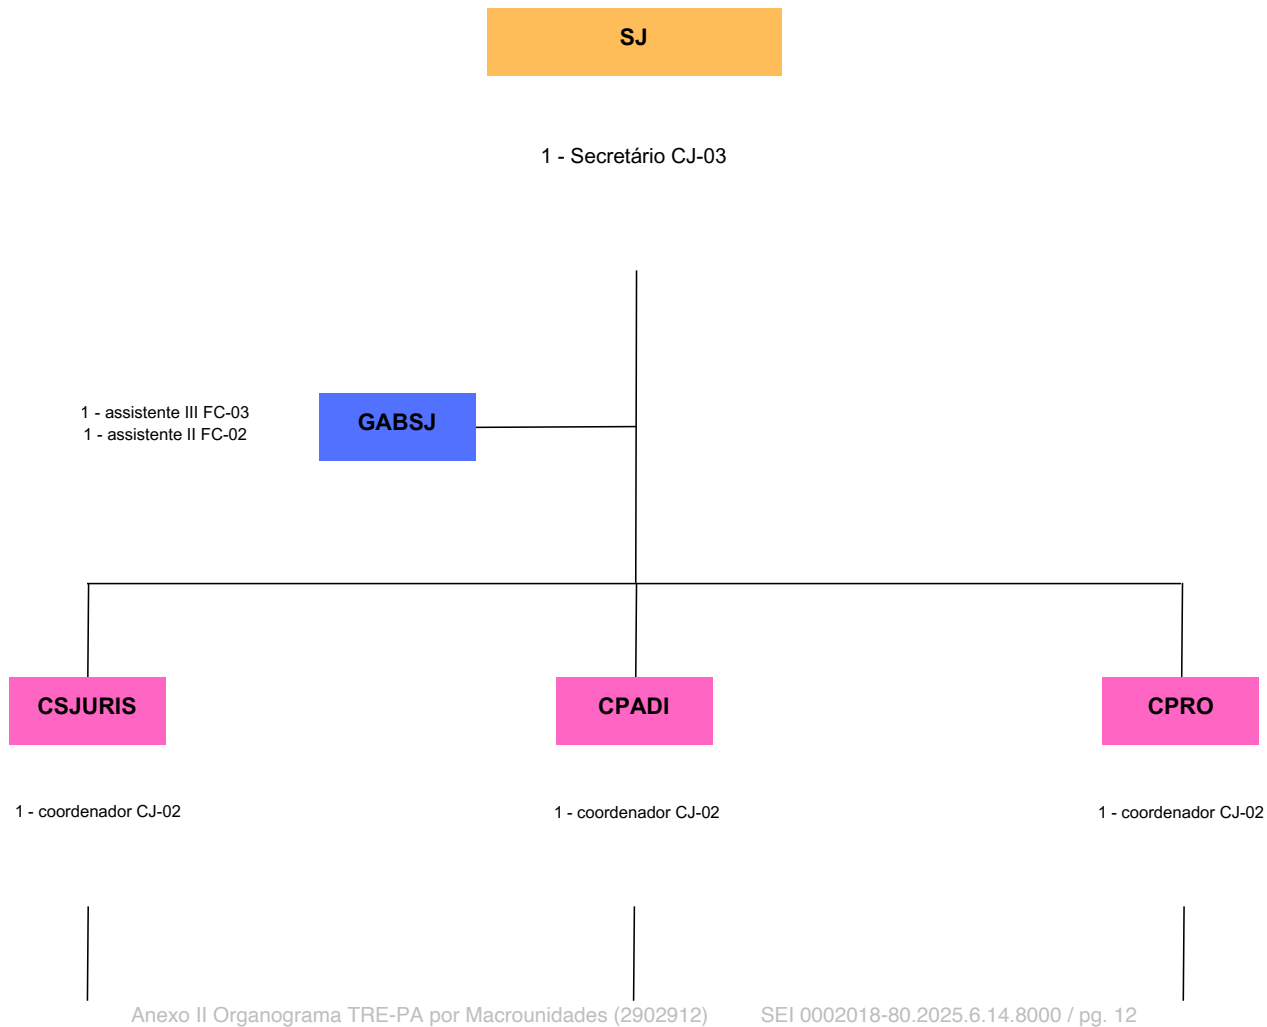 SJ
1 - Secretário CJ-03
1 - assistente III FC-03
1 - assistente II FC-02
GABSJ
CSJURIS
CPADI
CPRO
1 - coordenador CJ-02
1 - coordenador CJ-02
1 - coordenador CJ-02
Anexo II Organograma TRE-PA por Macrounidades (2902912) SEI 0002018-80.2025.6.14.8000 / pg. 12